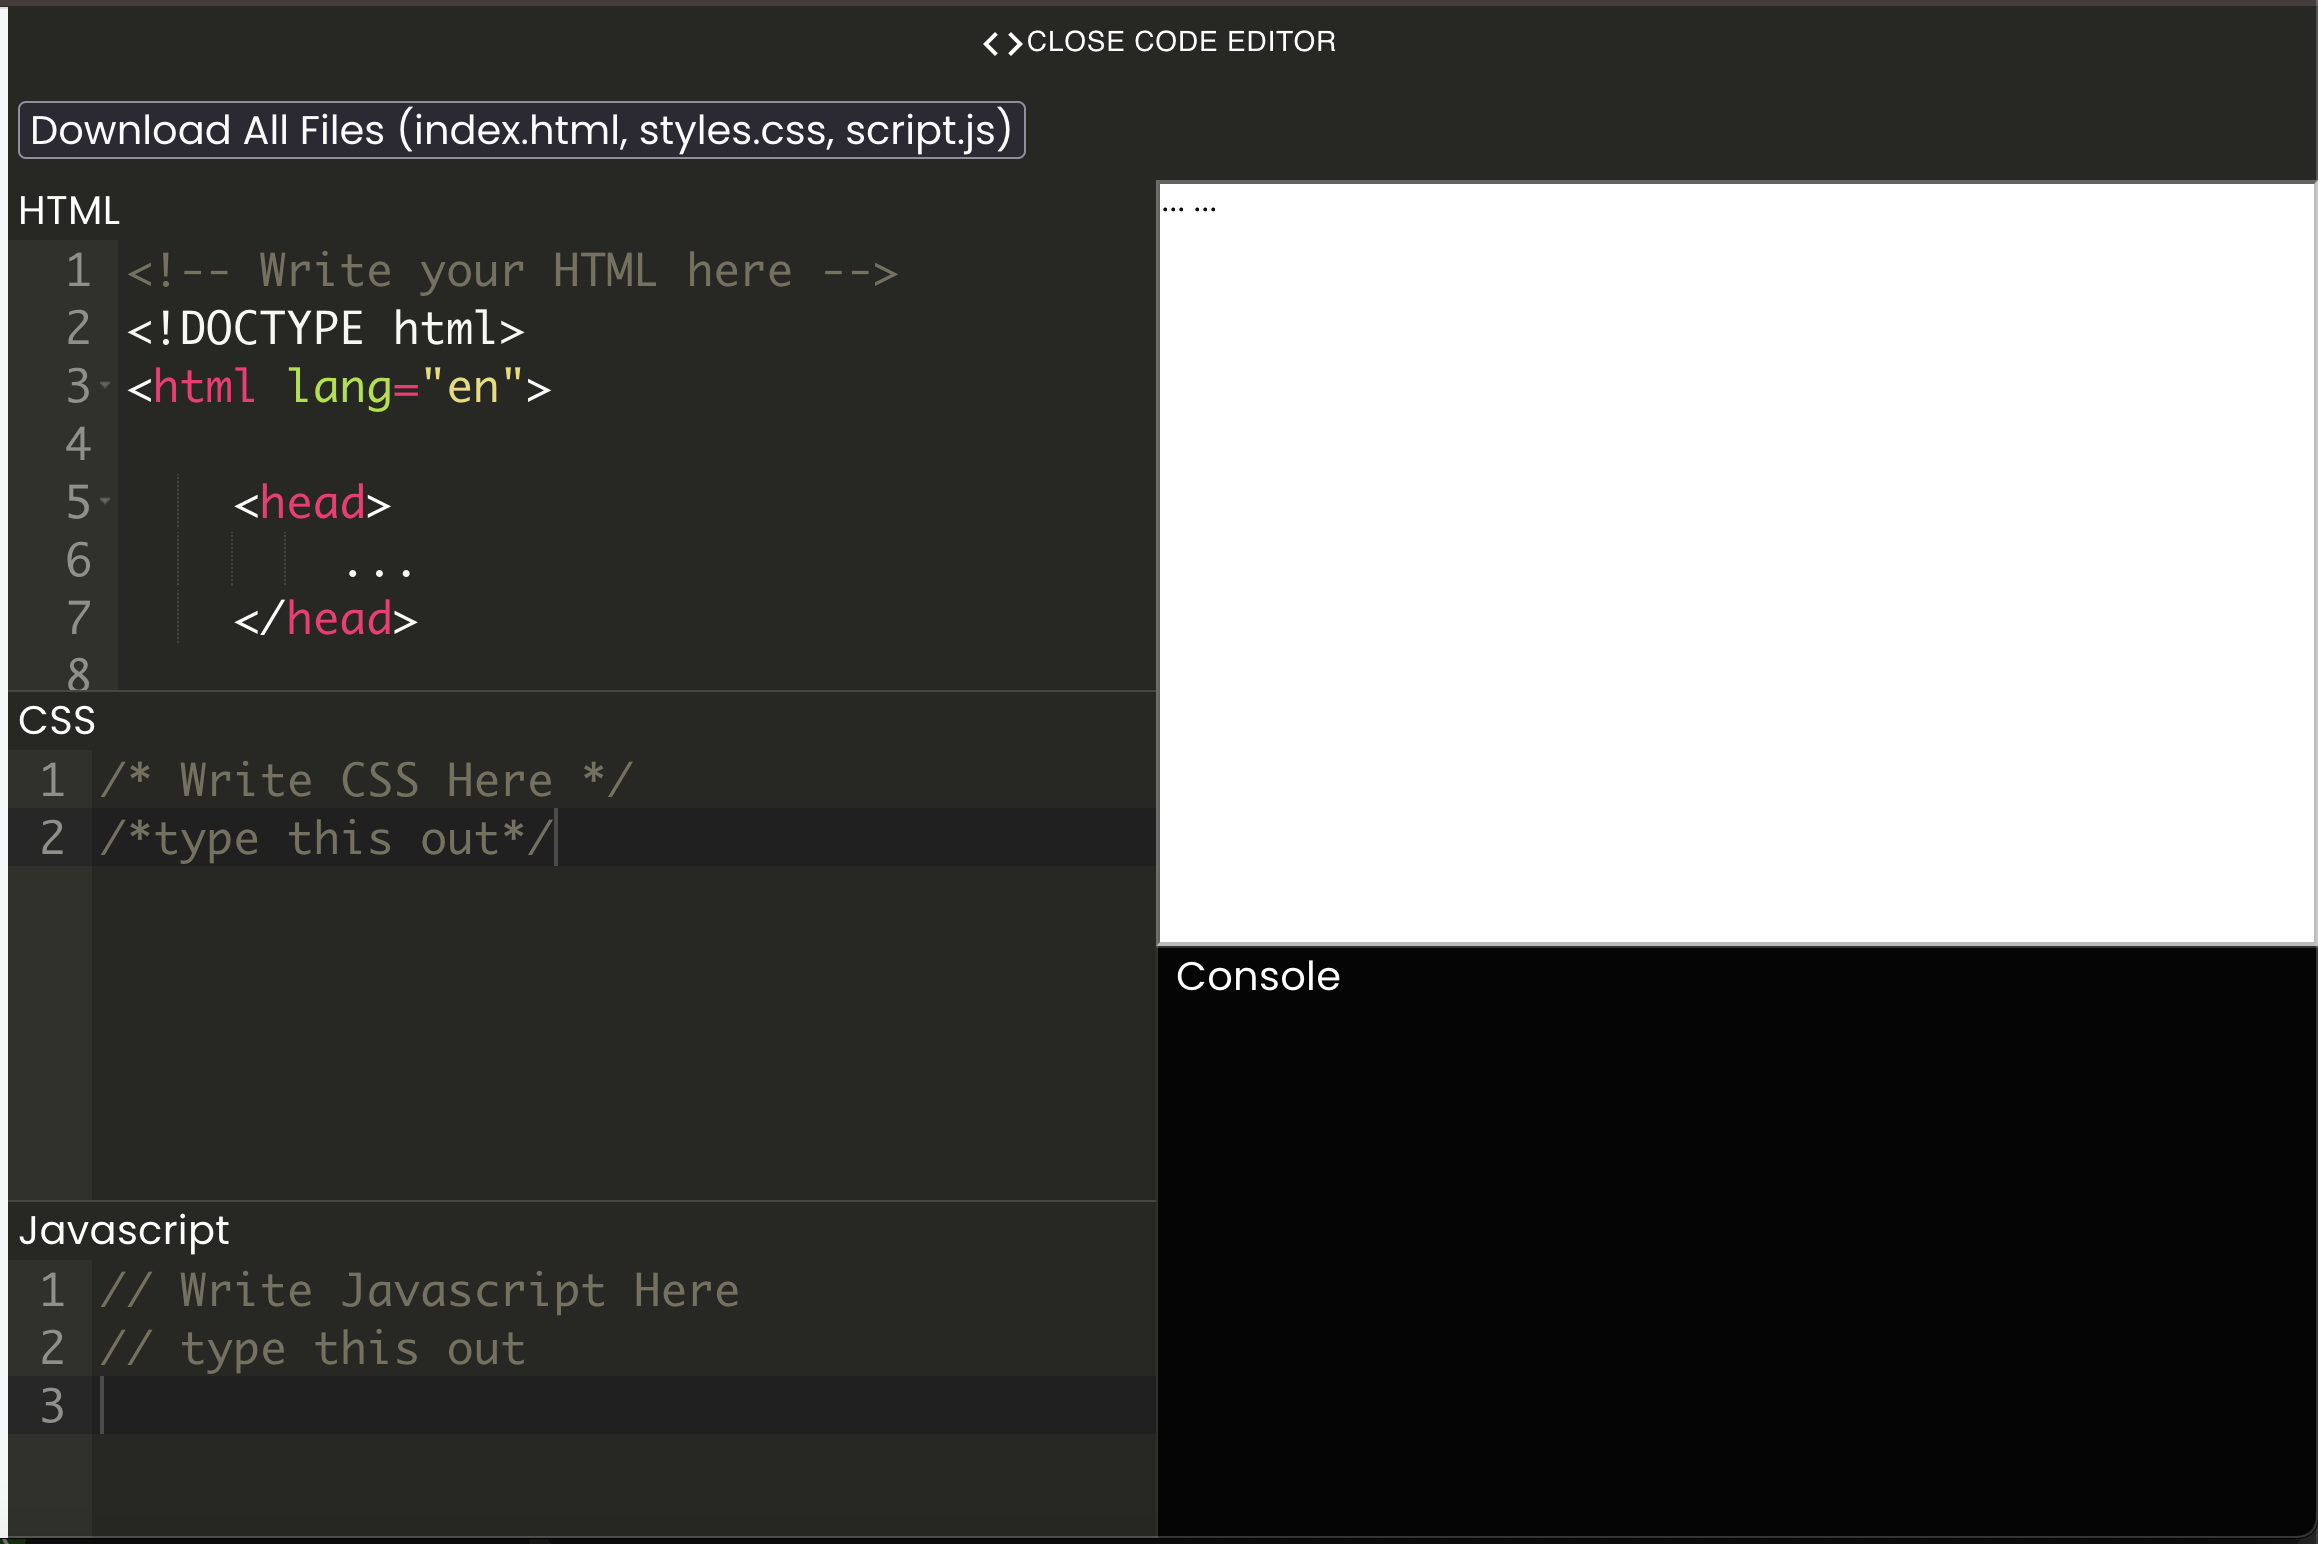 <>CLOSE CODE EDITOR
Download All Files (index.html, styles.css, script.js)
HTML
1 <!-- Write your HTML here -->
2 <!DOCTYPE html>
3 <html lang="en">
4
5 <head>
6 ...
7 </head>
8
CSS
1 /* Write CSS Here */
2 /*type this out*/
Javascript
1 // Write Javascript Here
2 // type this out
3
... ...
Console